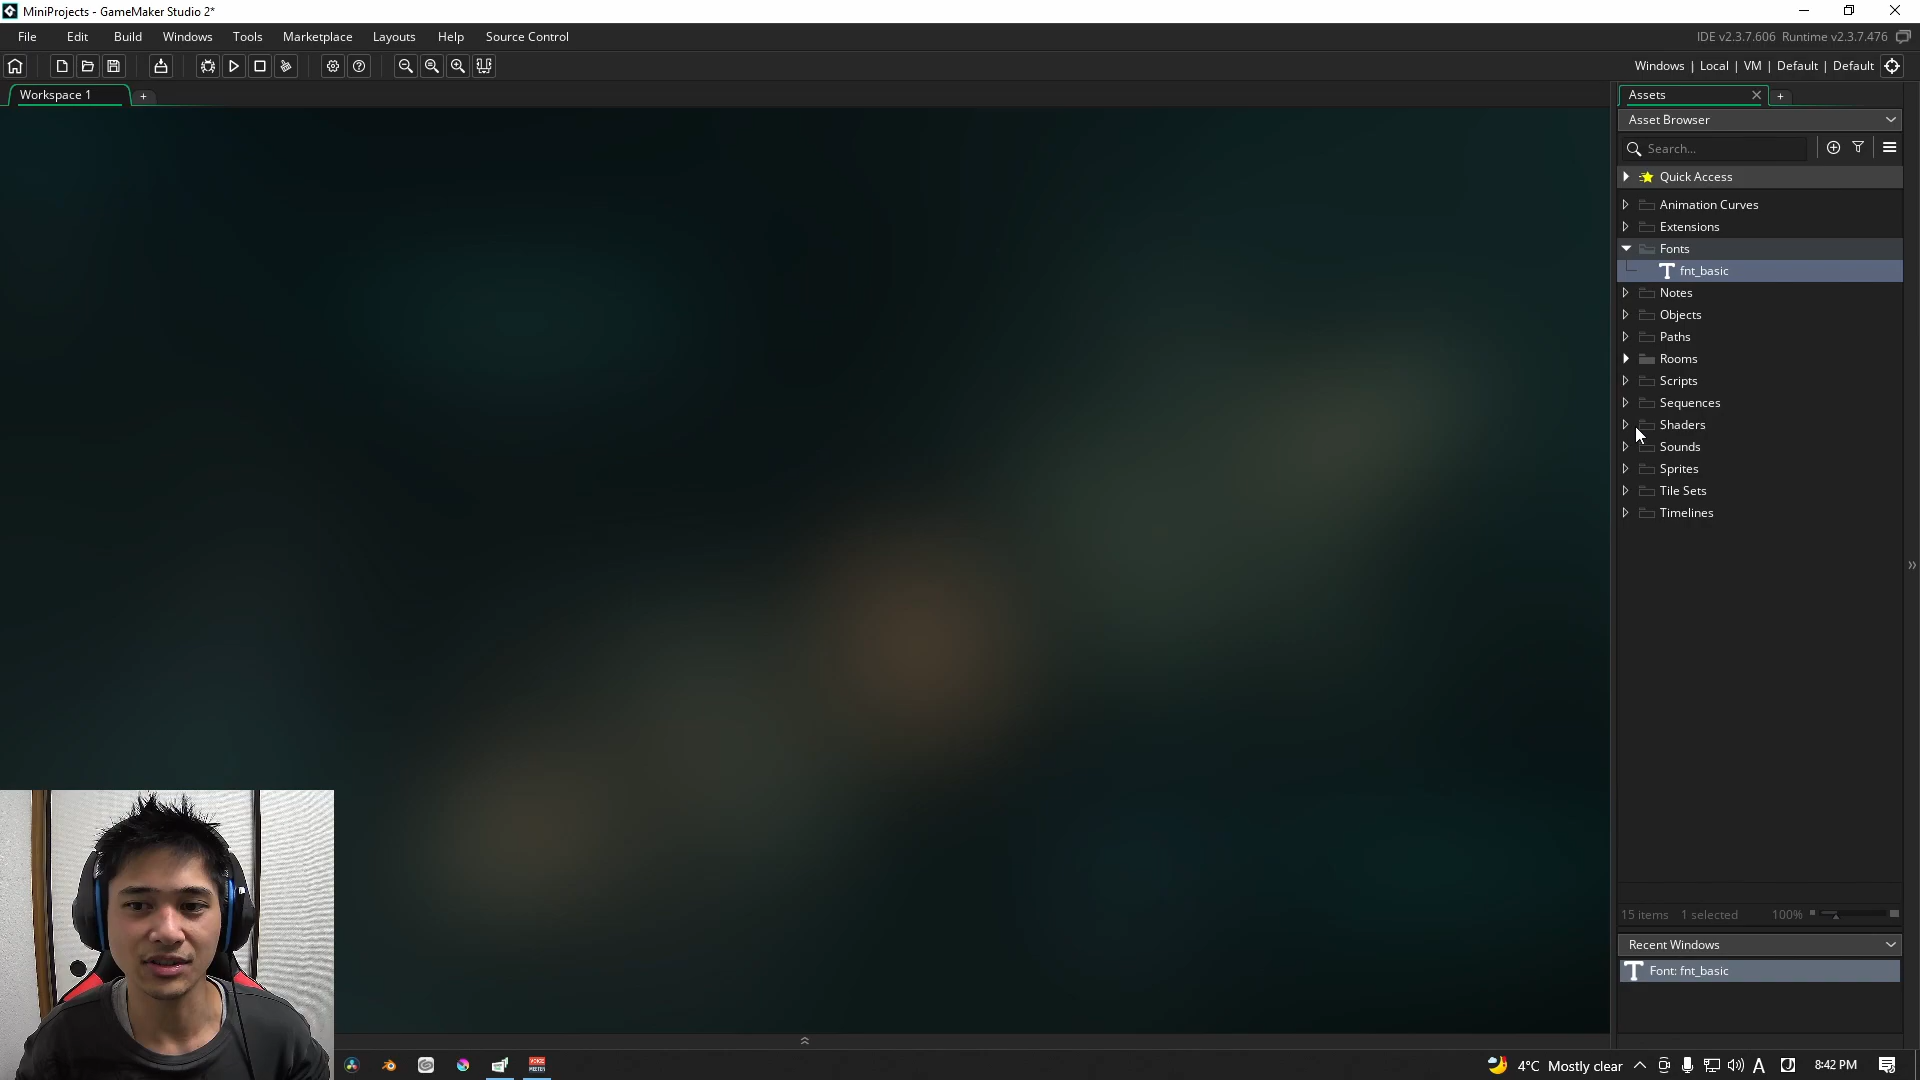 MiniProjects - GameMaker Studio 2*
File Edit Build Windows Tools Marketplace Layouts Help Source Control
IDE v2.3.7.606 Runtime v2.3.7.476
Windows | Local | VM | Default | Default
Workspace 1 +
Assets +
Asset Browser
Search...
Quick Access
Animation Curves
Extensions
Fonts
fnt_basic
Notes
Objects
Paths
Rooms
Scripts
Sequences
Shaders
Sounds
Sprites
Tile Sets
Timelines
15 items 1 selected 100%
Recent Windows
Font: fnt_basic
4°C Mostly clear A 8:42 PM